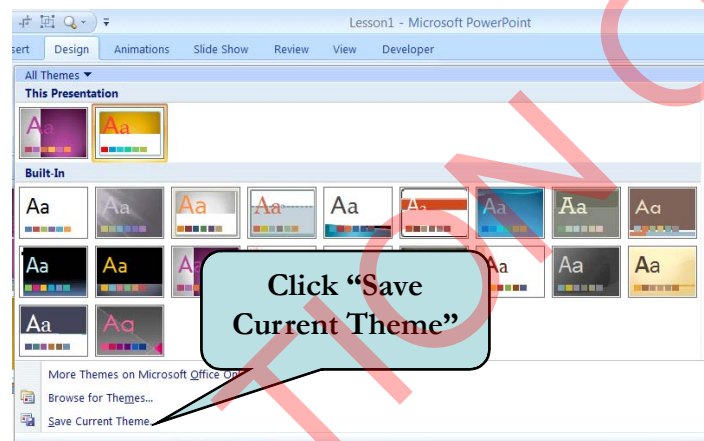 Lesson1 - Microsoft PowerPoint
sert Design Animations Slide Show Review View Developer
All Themes
This Presentation
Aa Aa
Built-In
Aa Aa Aa Aa Aa Aa Aa Aa Aa
Aa Aa A Aa Aa Aa
Aa Aa
Click “Save
Current Theme”
More Themes on Microsoft Office On
Browse for Themes...
Save Current Theme..
TION C